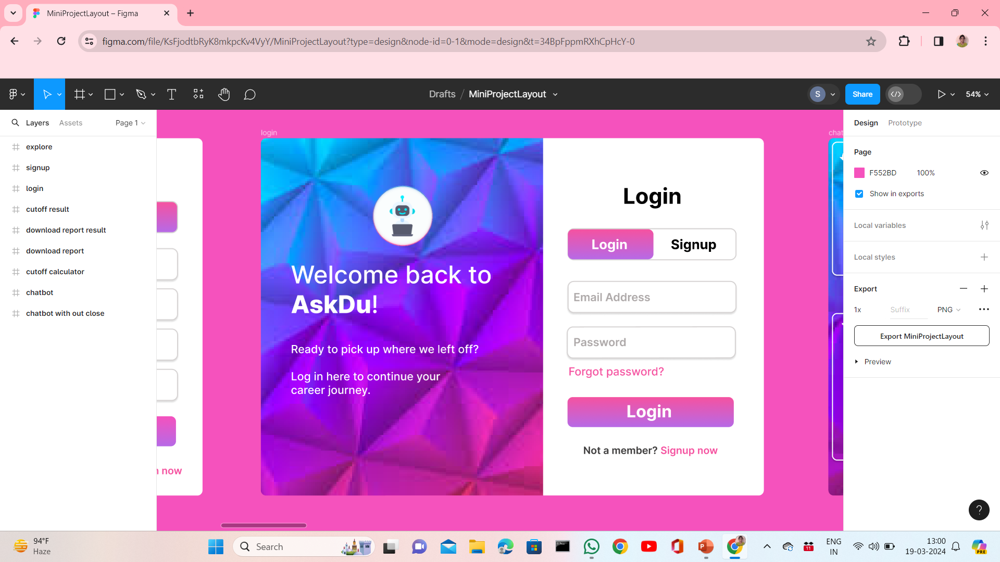 MiniProjectLayout – Figma
figma.com/file/KsFjodtbRyK8mkpcKv4VyY/MiniProjectLayout?type=design&node-id=0-1&mode=design&t=34BpFppmRXhCpHcY-0
Drafts / MiniProjectLayout
S
Share
54%
Layers
Assets
Page 1
explore
signup
login
cutoff result
download report result
download report
cutoff calculator
chatbot
chatbot with out close
now
login
Welcome back to
AskDu!
Ready to pick up where we left off?
Log in here to continue your
career journey.
Login
Login
Signup
Email Address
Password
Forgot password?
Login
Not a member? Signup now
chat
Design
Prototype
Page
F552BD
100%
Show in exports
Local variables
Local styles
Export
1x
Suffix
PNG
Export MiniProjectLayout
Preview
?
94°F
Haze
Search
11
ENG
IN
13:00
19-03-2024
PRE